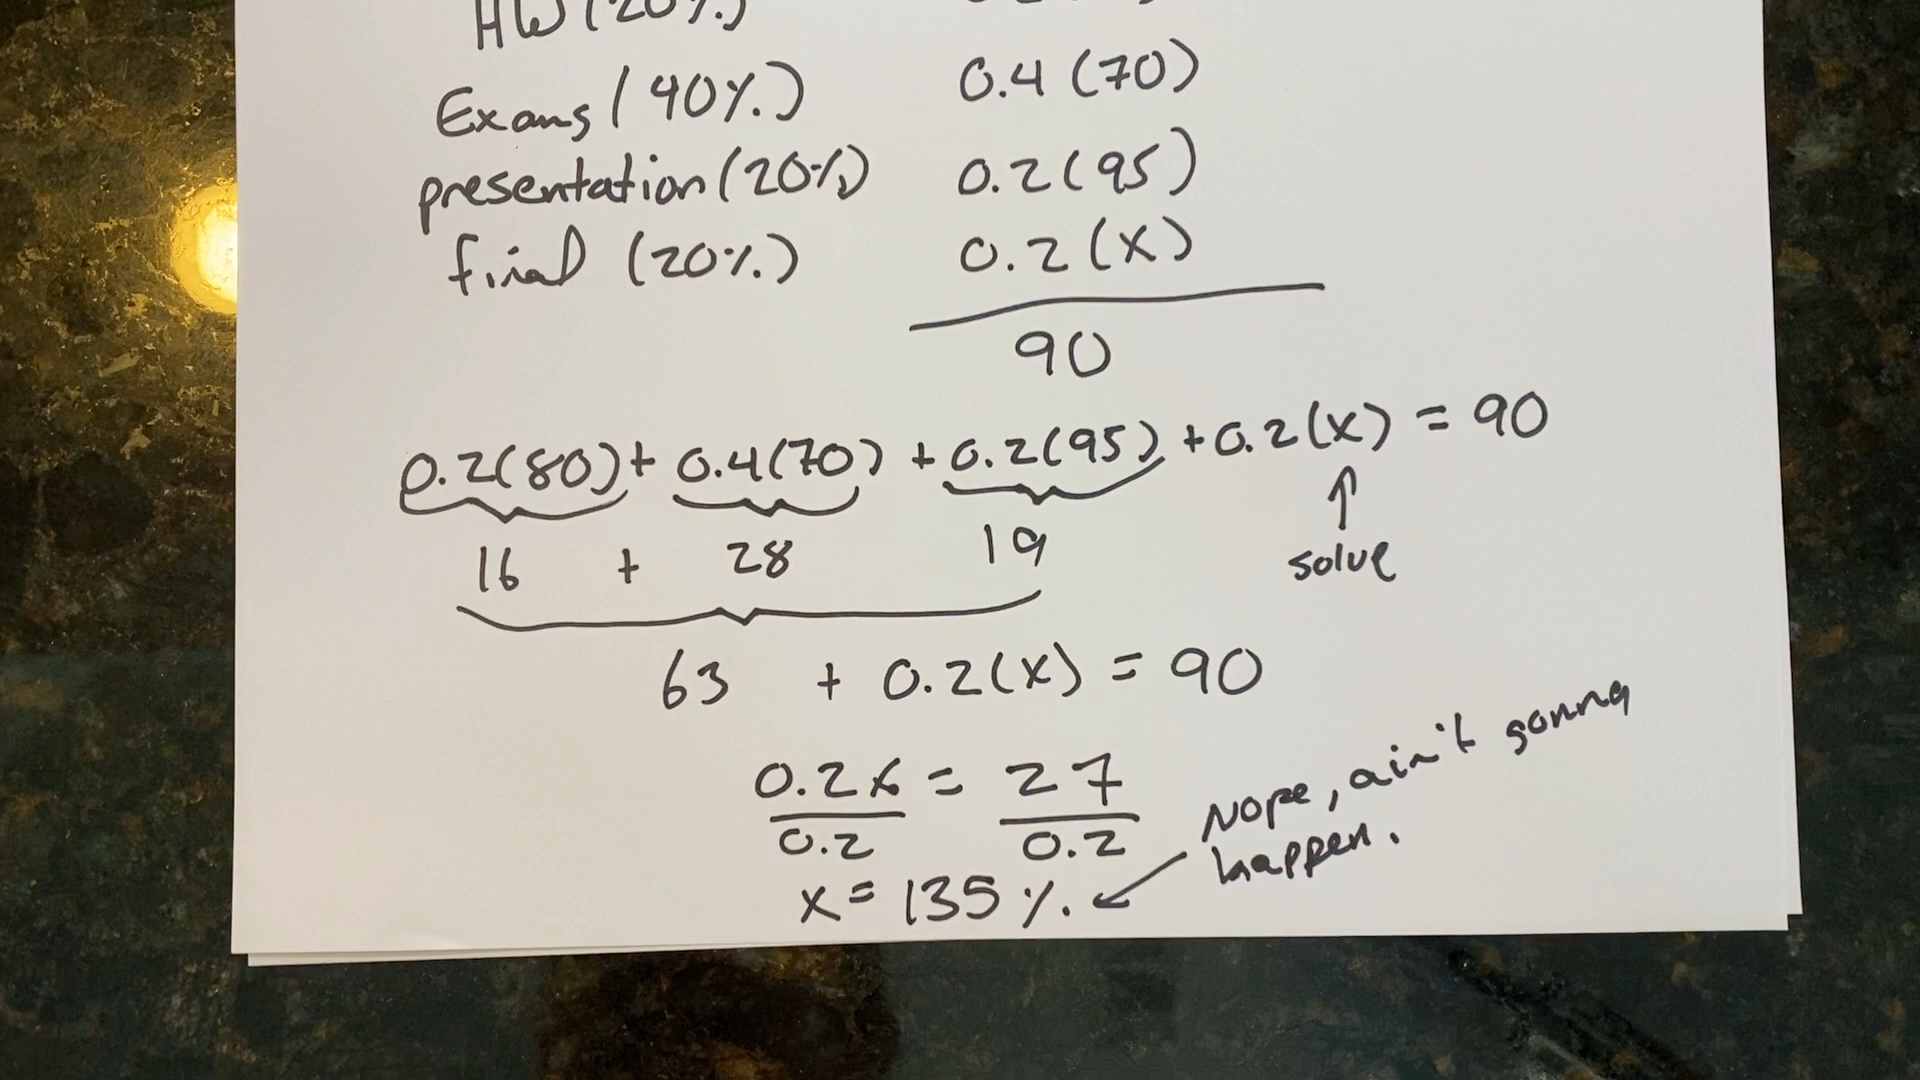 HW (20%)
Exams (40%) 0.4 (70)
presentation (20%) 0.2 (95)
final (20%) 0.2 (x)
90
0.2(80) + 0.4(70) + 0.2(95) + 0.2(x) = 90
16 + 28 19
solve
63 + 0.2(x) = 90
0.2x = 27
0.2 0.2
x = 135 %.
Nope, ain't gonna
happen.